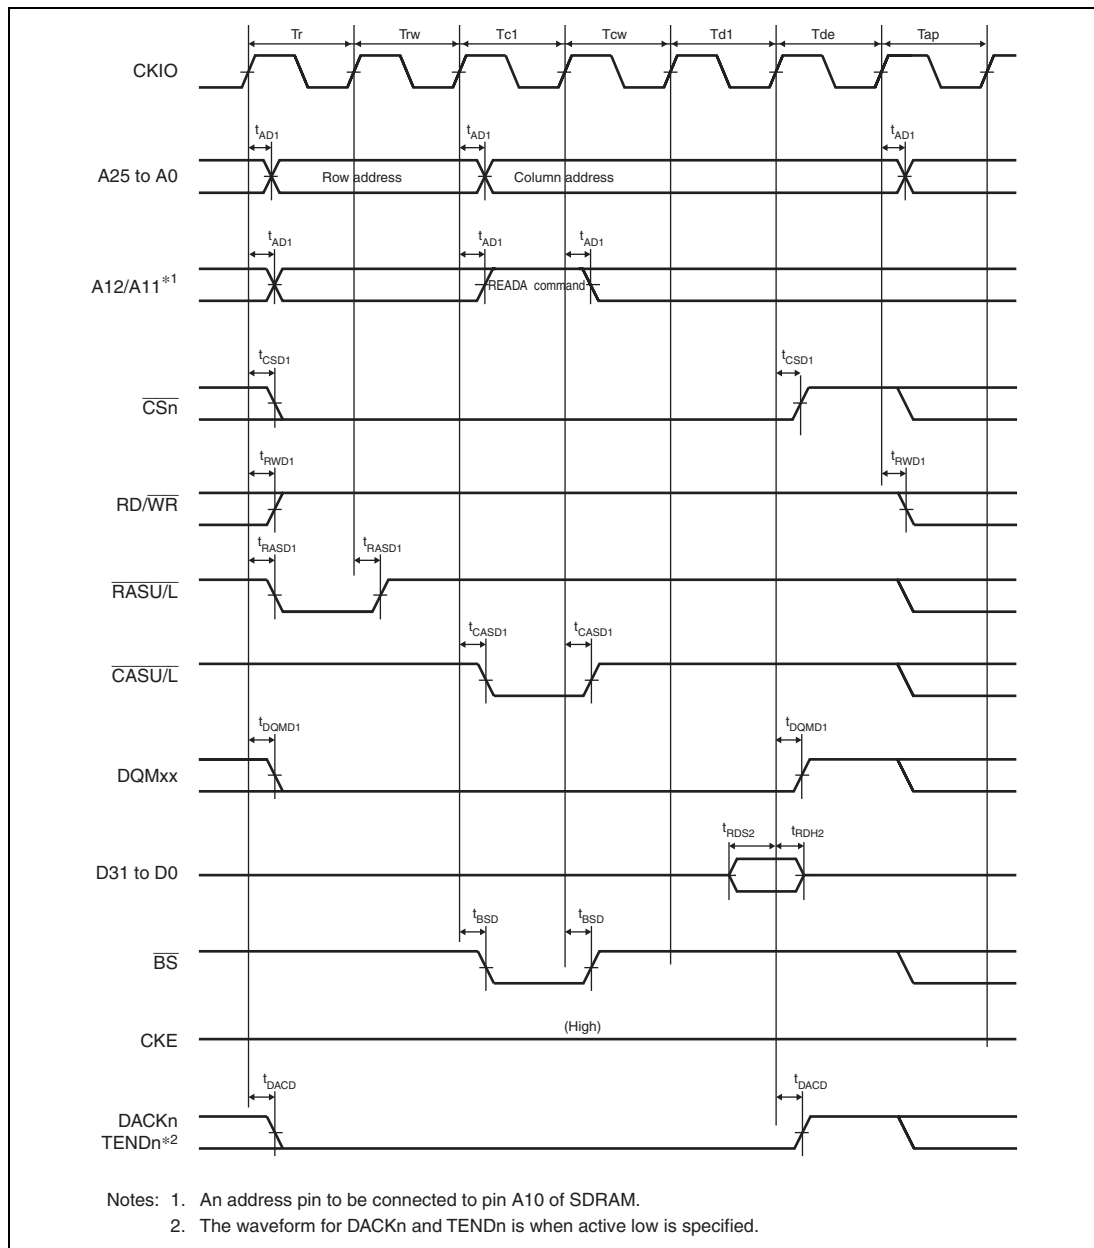 Tr Trw Tc1 Tcw Td1 Tde Tap
CKIO
tAD1 tAD1 tAD1
A25 to A0 Row address Column address
tAD1 tAD1 tAD1
A12/A11*1 READA command
tCSD1 tCSD1
CSn
tRWD1 tRWD1
RD/WR
tRASD1 tRASD1
RASU/L
tCASD1 tCASD1
CASU/L
tDQMD1 tDQMD1
DQMxx
tRDS2 tRDH2
D31 to D0
tBSD tBSD
BS
(High)
CKE
tDACD tDACD
DACKn
TENDn*2
Notes: 1. An address pin to be connected to pin A10 of SDRAM.
2. The waveform for DACKn and TENDn is when active low is specified.